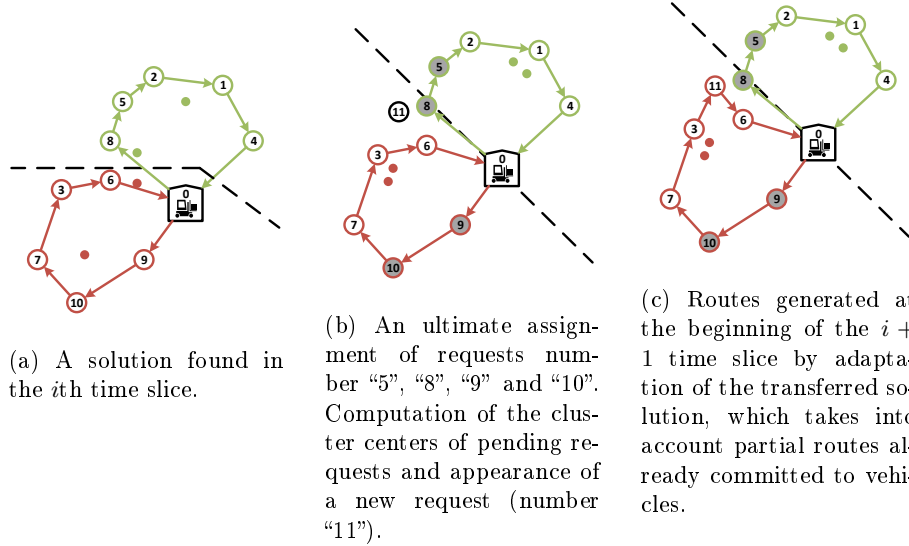 2
1
5
8
4
6
3
0
7
9
10
(a) A solution found in
the ith time slice.
2
1
5
8
4
11
6
3
0
7
9
10
(b) An ultimate assign-
ment of requests num-
ber “5”, “8”, “9” and “10”.
Computation of the clus-
ter centers of pending re-
quests and appearance of
a new request (number
“11”).
2
1
5
8
4
11
6
3
0
7
9
10
(c) Routes generated at
the beginning of the i +
1 time slice by adapta-
tion of the transferred so-
lution, which takes into
account partial routes al-
ready committed to vehi-
cles.